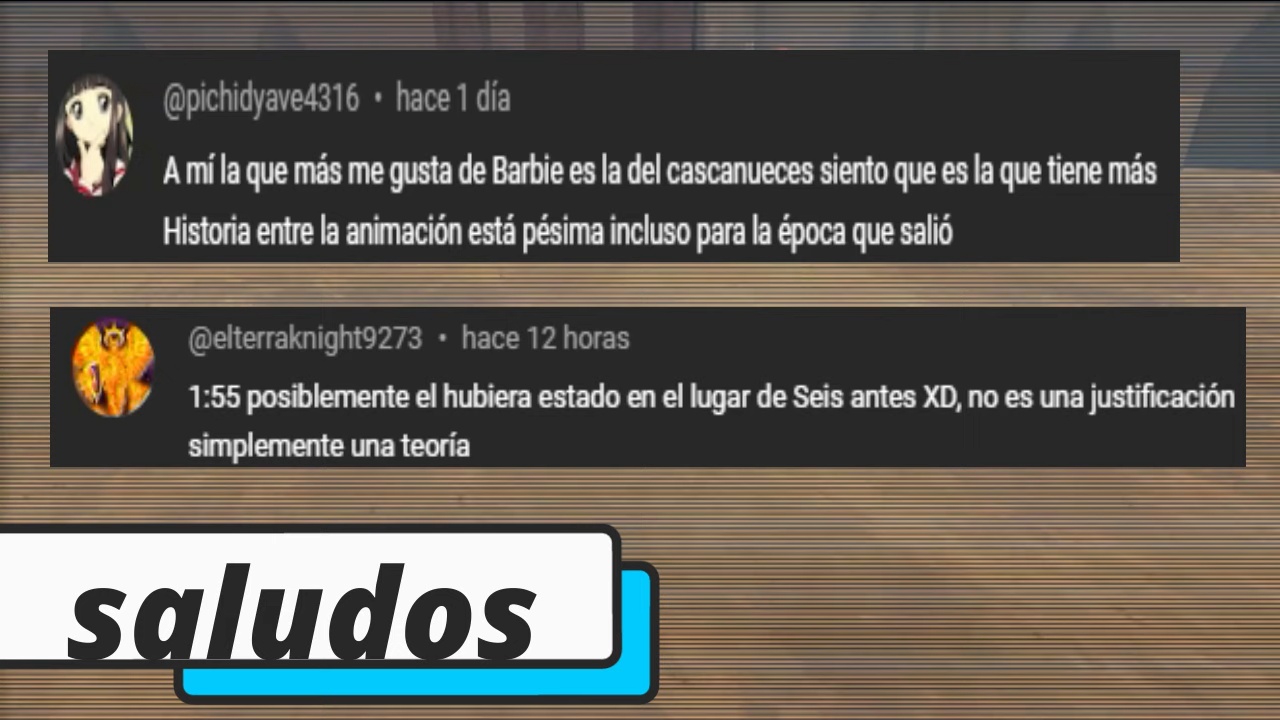 @pichidyave4316 • hace 1 día
A mí la que más me gusta de Barbie es la del cascanueces siento que es la que tiene más
Historia entre la animación está pésima incluso para la época que salió
@elterraknight9273 • hace 12 horas
1:55 posiblemente el hubiera estado en el lugar de Seis antes XD, no es una justificación
simplemente una teoría
saludos